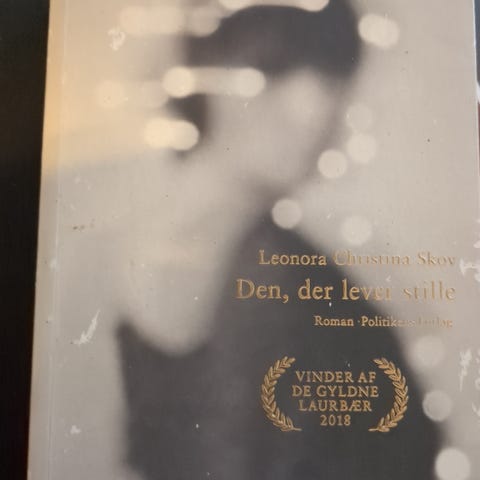 Leonora Christina Skov
Den, der lever stille
Roman · Politikens Forlag
VINDER AF
DE GYLDNE
LAURBÆR
2018